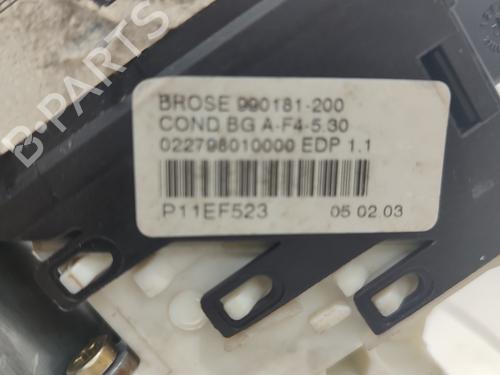 BROSE 990181-200
COND BG A-F4-5.30
022798010000 EDP 1.1
P11EF523 05 02 03
B-PARTS